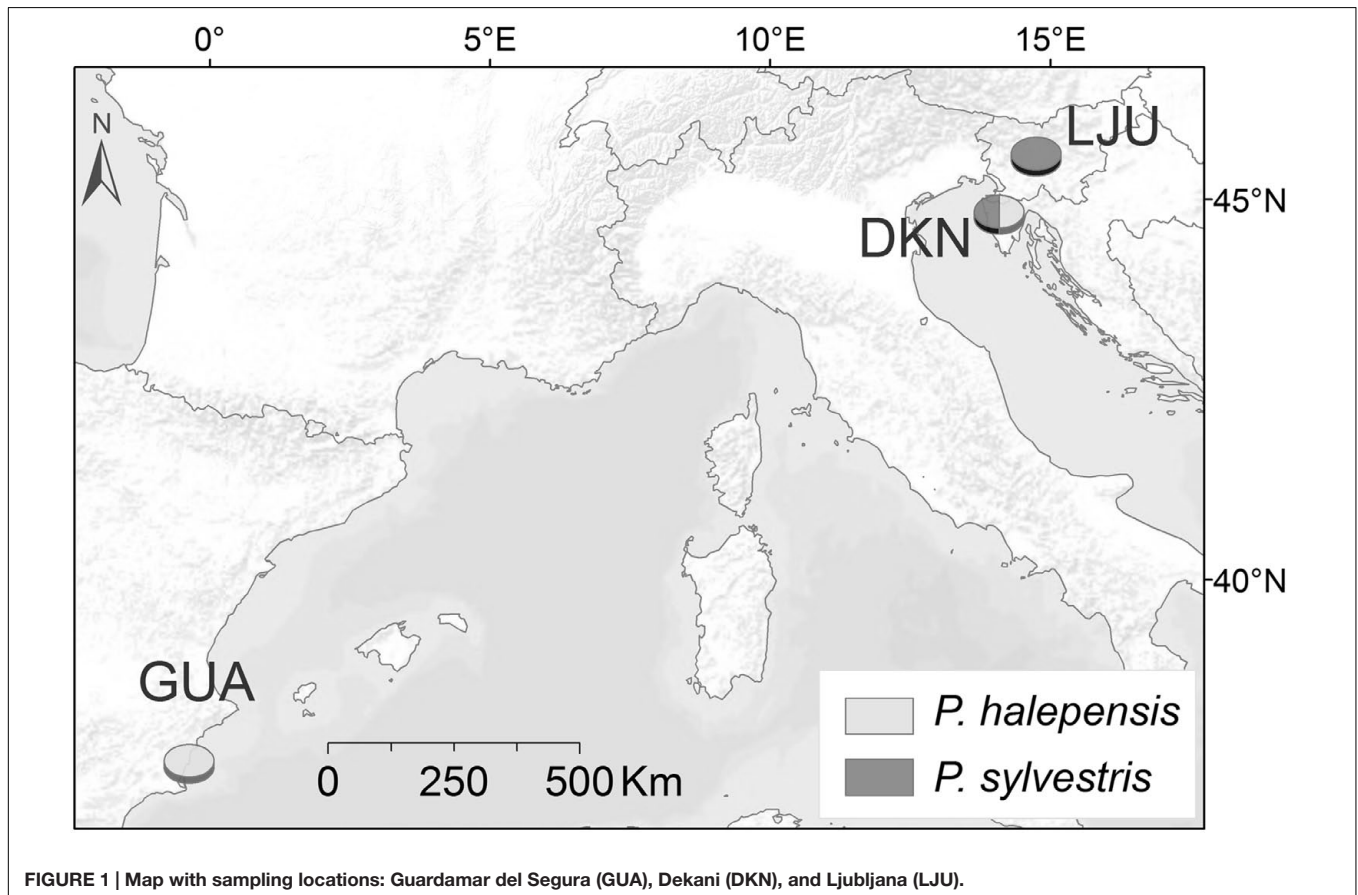 0° 5°E 10°E 15°E
N
LJU
45°N
DKN
40°N
GUA
P. halepensis
0 250 500 Km
P. sylvestris
FIGURE 1 | Map with sampling locations: Guardamar del Segura (GUA), Dekani (DKN), and Ljubljana (LJU).